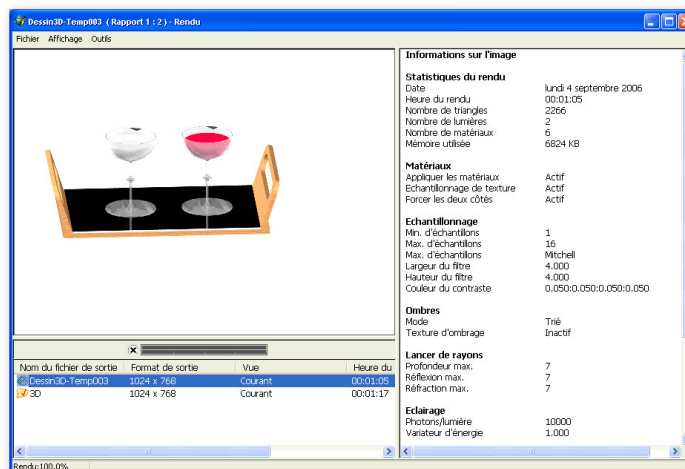 Dessin3D-Temp003 ( Rapport 1 : 2 ) - Rendu
Fichier Affichage Outils
Informations sur l'image
Statistiques du rendu
Date lundi 4 septembre 2006
Heure du rendu 00:01:05
Nombre de triangles 2266
Nombre de lumières 2
Nombre de matériaux 6
Mémoire utilisée 6824 KB
Matériaux
Appliquer les matériaux Actif
Echantillonnage de texture Actif
Forcer les deux côtés Actif
Echantillonnage
Min. d'échantillons 1
Max. d'échantillons 16
Max. d'échantillons Mitchell
Largeur du filtre 4.000
Hauteur du filtre 4.000
Couleur du contraste 0.050:0.050:0.050:0.050
Ombres
Mode Trié
Texture d'ombrage Inactif
Lancer de rayons
Profondeur max. 7
Réflexion max. 7
Réfraction max. 7
Eclairage
Photons/lumière 10000
Variateur d'énergie 1.000
Nom du fichier de sortie Format de sortie Vue Heure du
Dessin3D-Temp003 1024 x 768 Courant 00:01:05
3D 1024 x 768 Courant 00:01:17
Rendu:100.0%